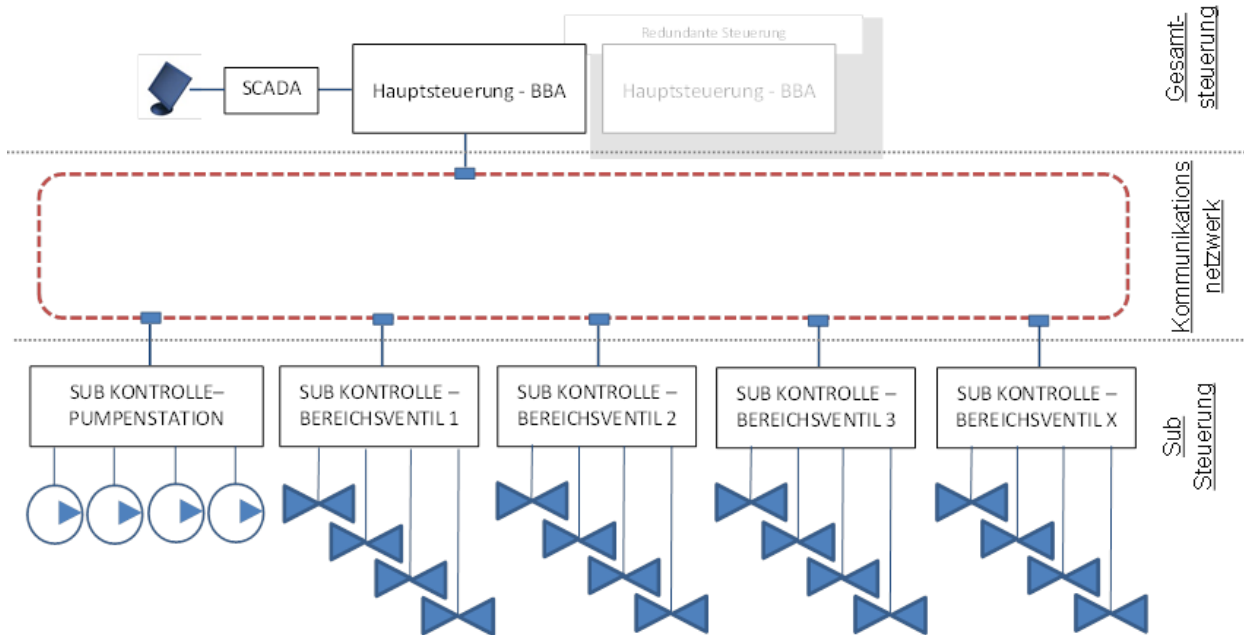 Redundante Steuerung
SCADA
Hauptsteuerung - BBA
Hauptsteuerung - BBA
Gesamt-
steuerung
Kommunikations
netzwerk
SUB KONTROLLE–
PUMPENSTATION
SUB KONTROLLE –
BEREICHSVENTIL 1
SUB KONTROLLE –
BEREICHSVENTIL 2
SUB KONTROLLE –
BEREICHSVENTIL 3
SUB KONTROLLE –
BEREICHSVENTIL X
Sub
Steuerung